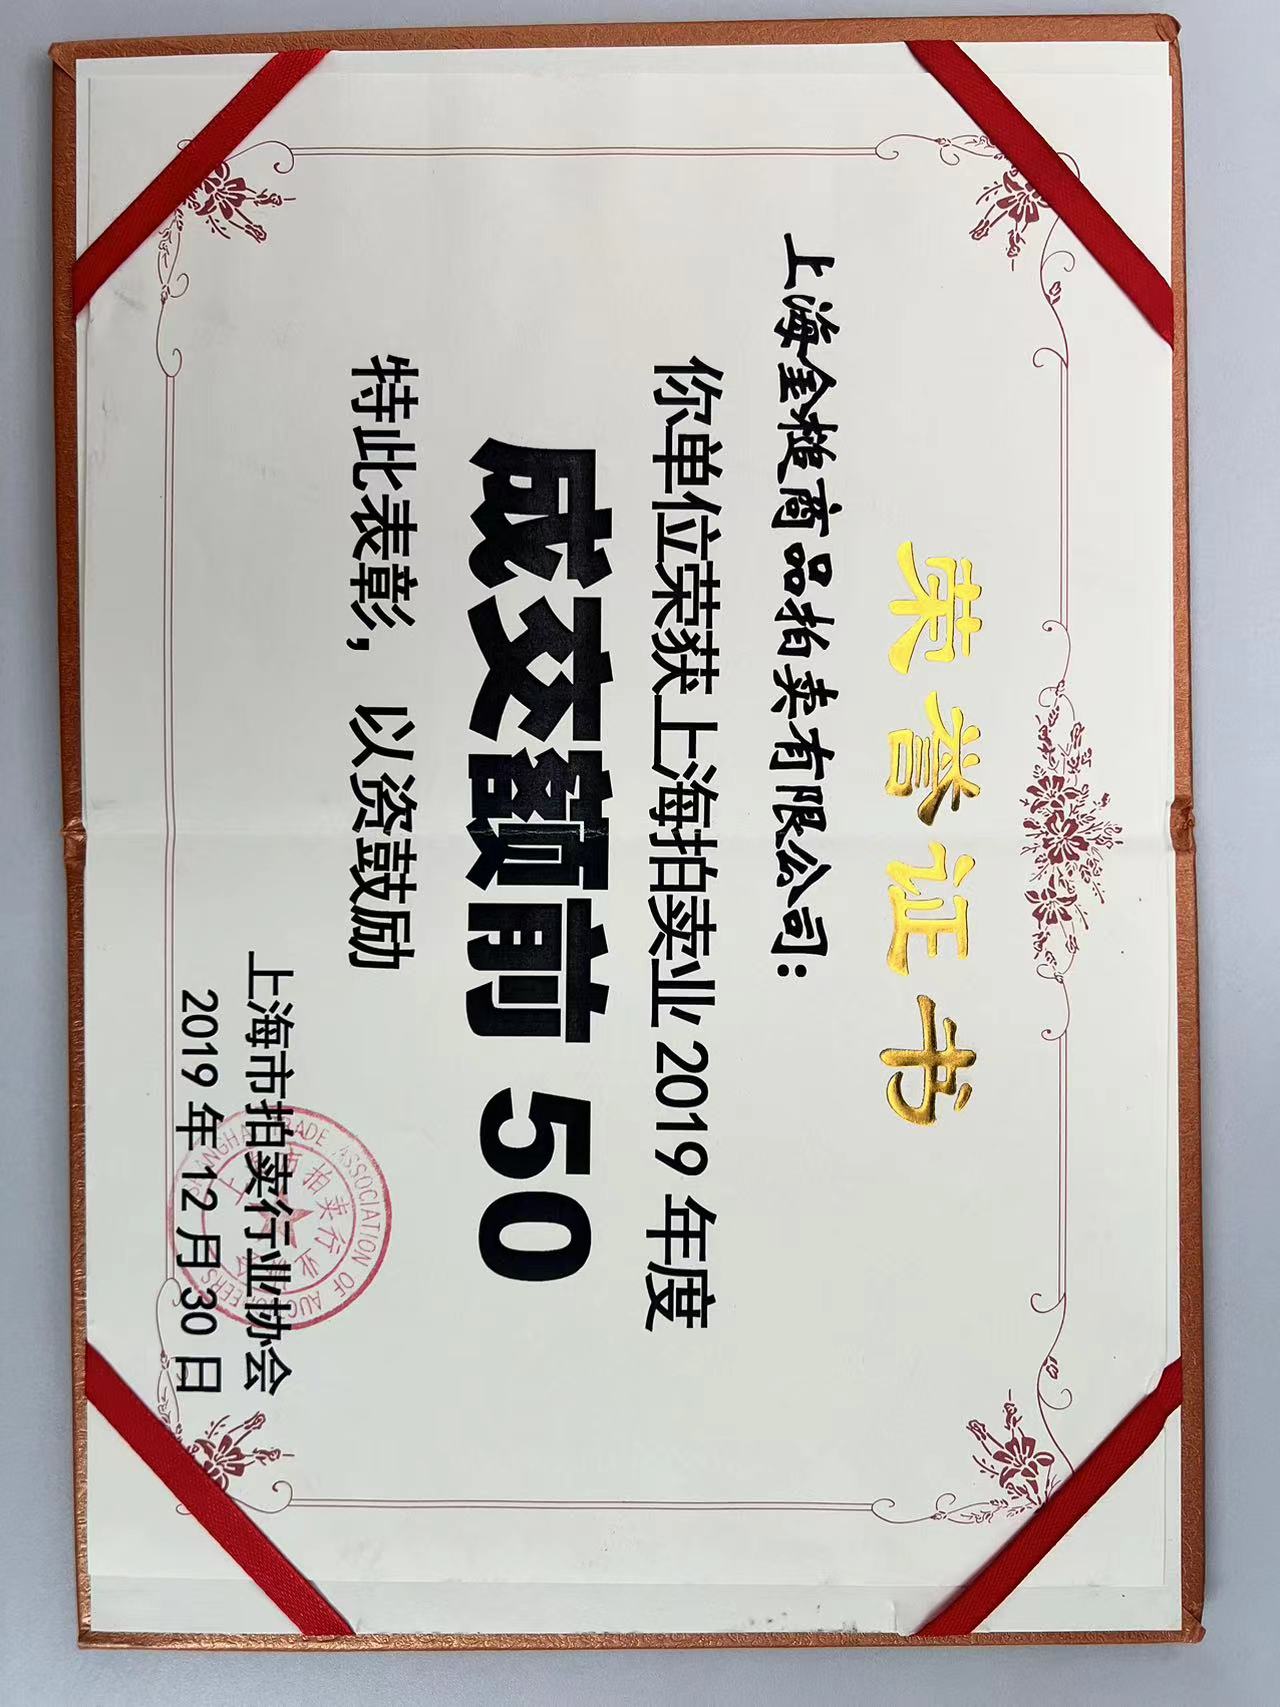 荣誉证书
上海金槌商品拍卖有限公司：
你单位荣获上海拍卖业2019年度
成交额前 50
特此表彰，以资鼓励
上海市拍卖行业协会
2019年12月30日